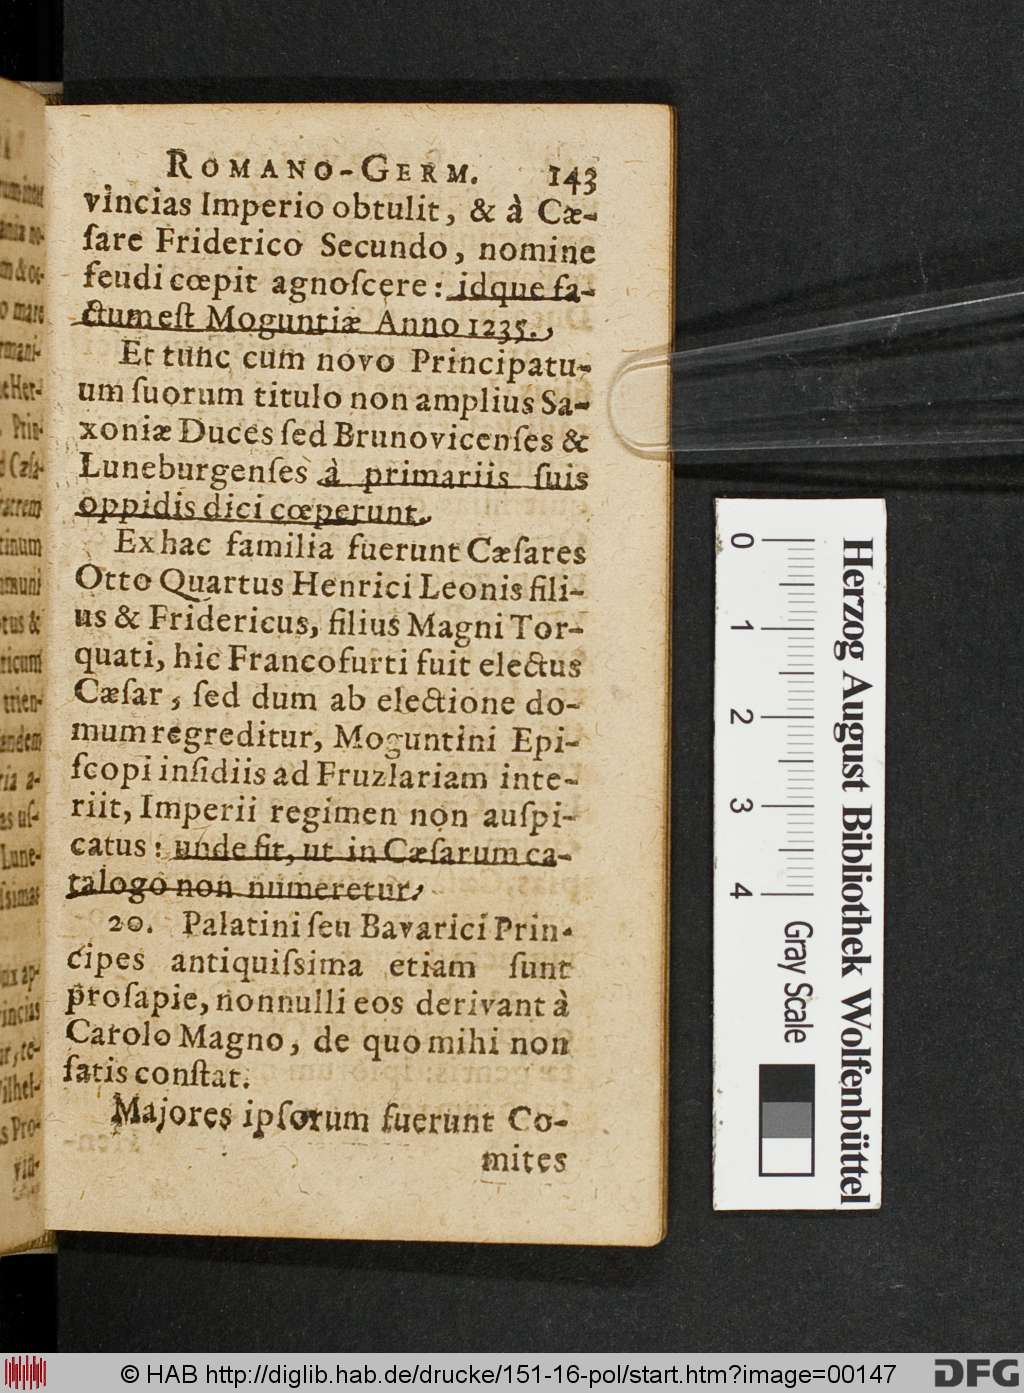 ROMANO-GERM. 143
vincias Imperio obtulit, & à Cæ-
ſare Friderico Secundo, nomine
feudi cœpit agnoſcere: idque fa-
ctum eſt Moguntiæ Anno 1235.
Et tunc cum novo Principatu-
um ſuorum titulo non amplius Sa-
xoniæ Duces ſed Brunovicenſes &
Luneburgenſes à primariis ſuis
oppidis dici cœperunt.
Ex hac familia fuerunt Cæſares
Otto Quartus Henrici Leonis fili-
us & Fridericus, filius Magni Tor-
quati, hic Francofurti fuit electus
Cæſar, ſed dum ab electione do-
mum regreditur, Moguntini Epi-
ſcopi inſidiis ad Fruzlariam inte-
riit, Imperii regimen non auſpi-
catus: unde fit, ut in Cæſarum ca-
talogo non numeretur.
20. Palatini ſeu Bavarici Prin-
cipes antiquiſsima etiam ſunt
proſapie, nonnulli eos derivant à
Carolo Magno, de quo mihi non
ſatis conſtat.
Majores ipſorum fuerunt Co-
mites
0 1 2 3 4
Gray Scale
Herzog August Bibliothek Wolfenbüttel
© HAB http://diglib.hab.de/drucke/151-16-pol/start.htm?image=00147
DFG